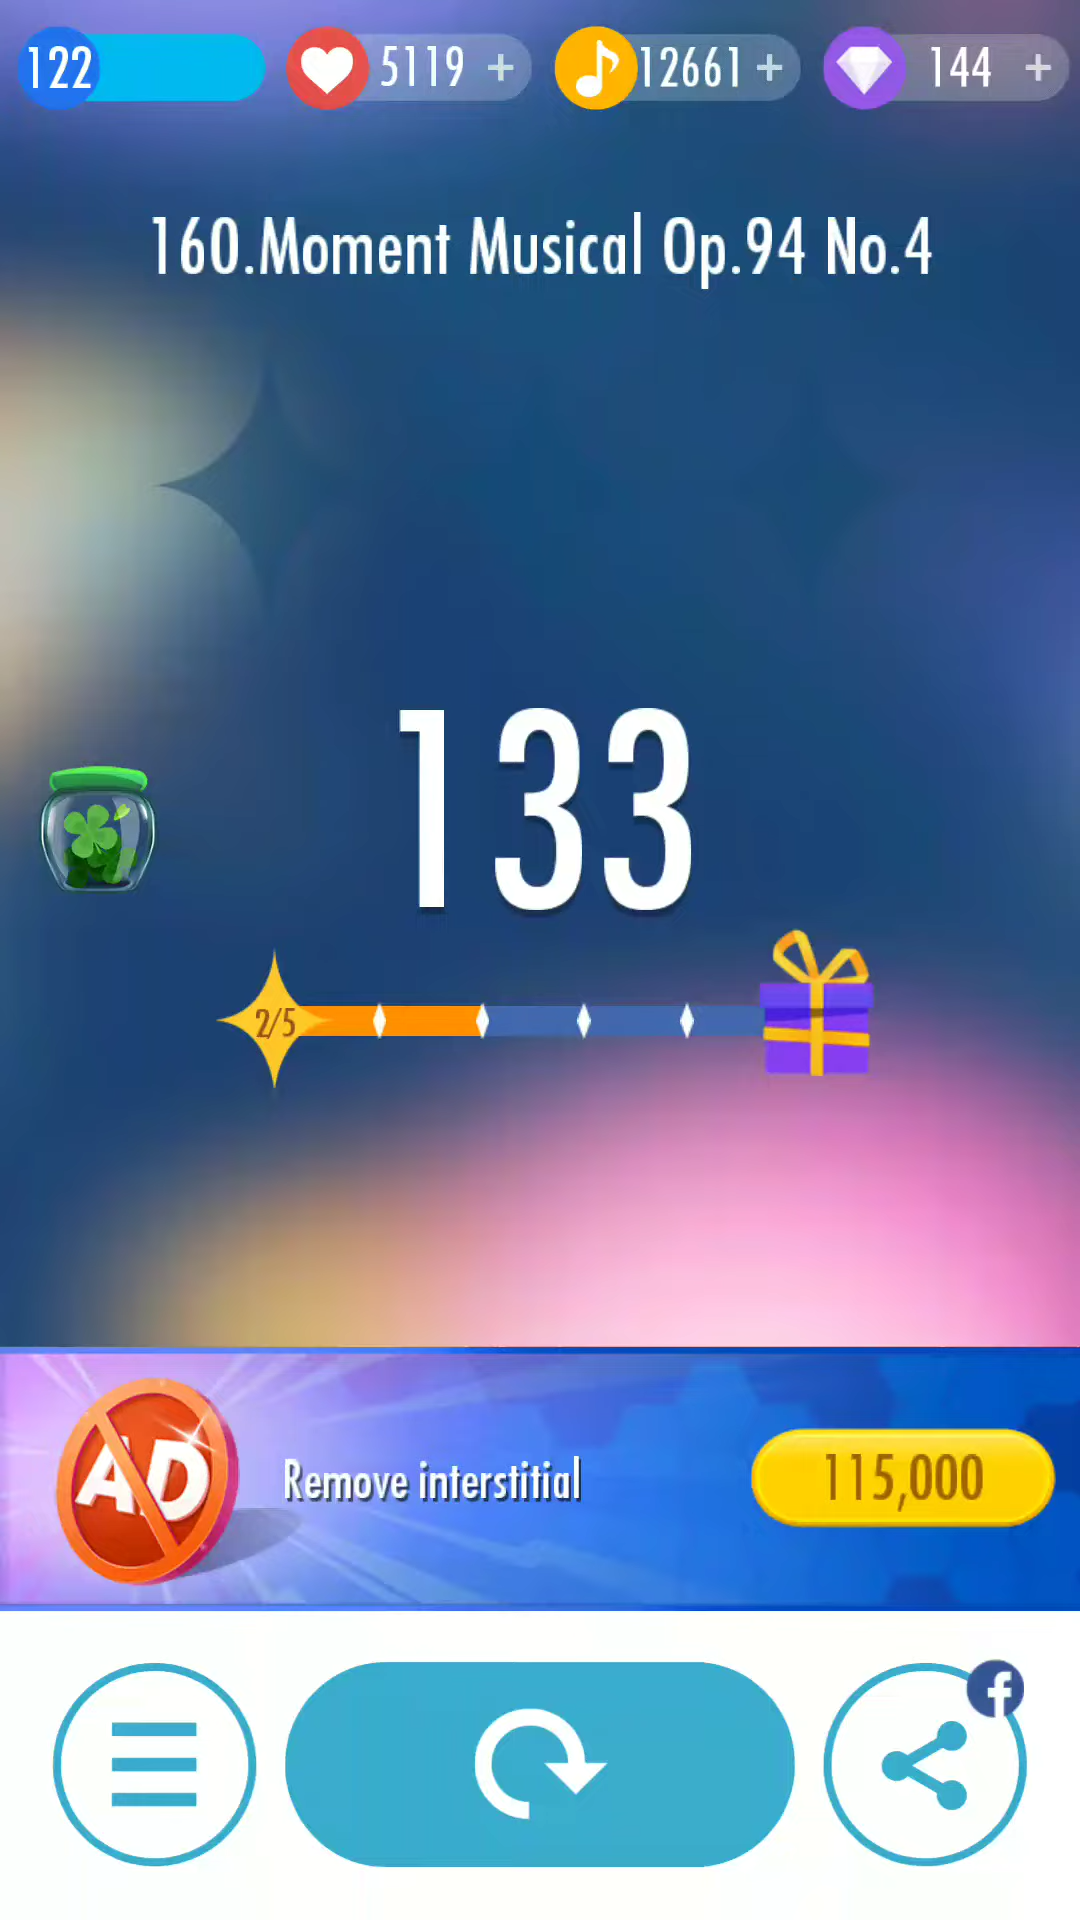 122 5119 + 12661 + 144 +
160.Moment Musical Op.94 No.4
133
2/5
AD
Remove interstitial
115,000